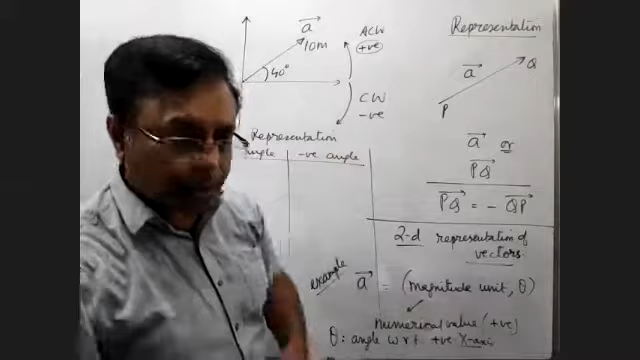 a
10m
40°
ACW
+ve
CW
-ve
Representation
angle -ve angle
Representation
P
a
Q
a or
PQ
PQ = - QP
2-d representation of
vectors
example a = (Magnitude unit, θ)
Numerical value (+ve)
θ: angle w.r.t. +ve X-axis